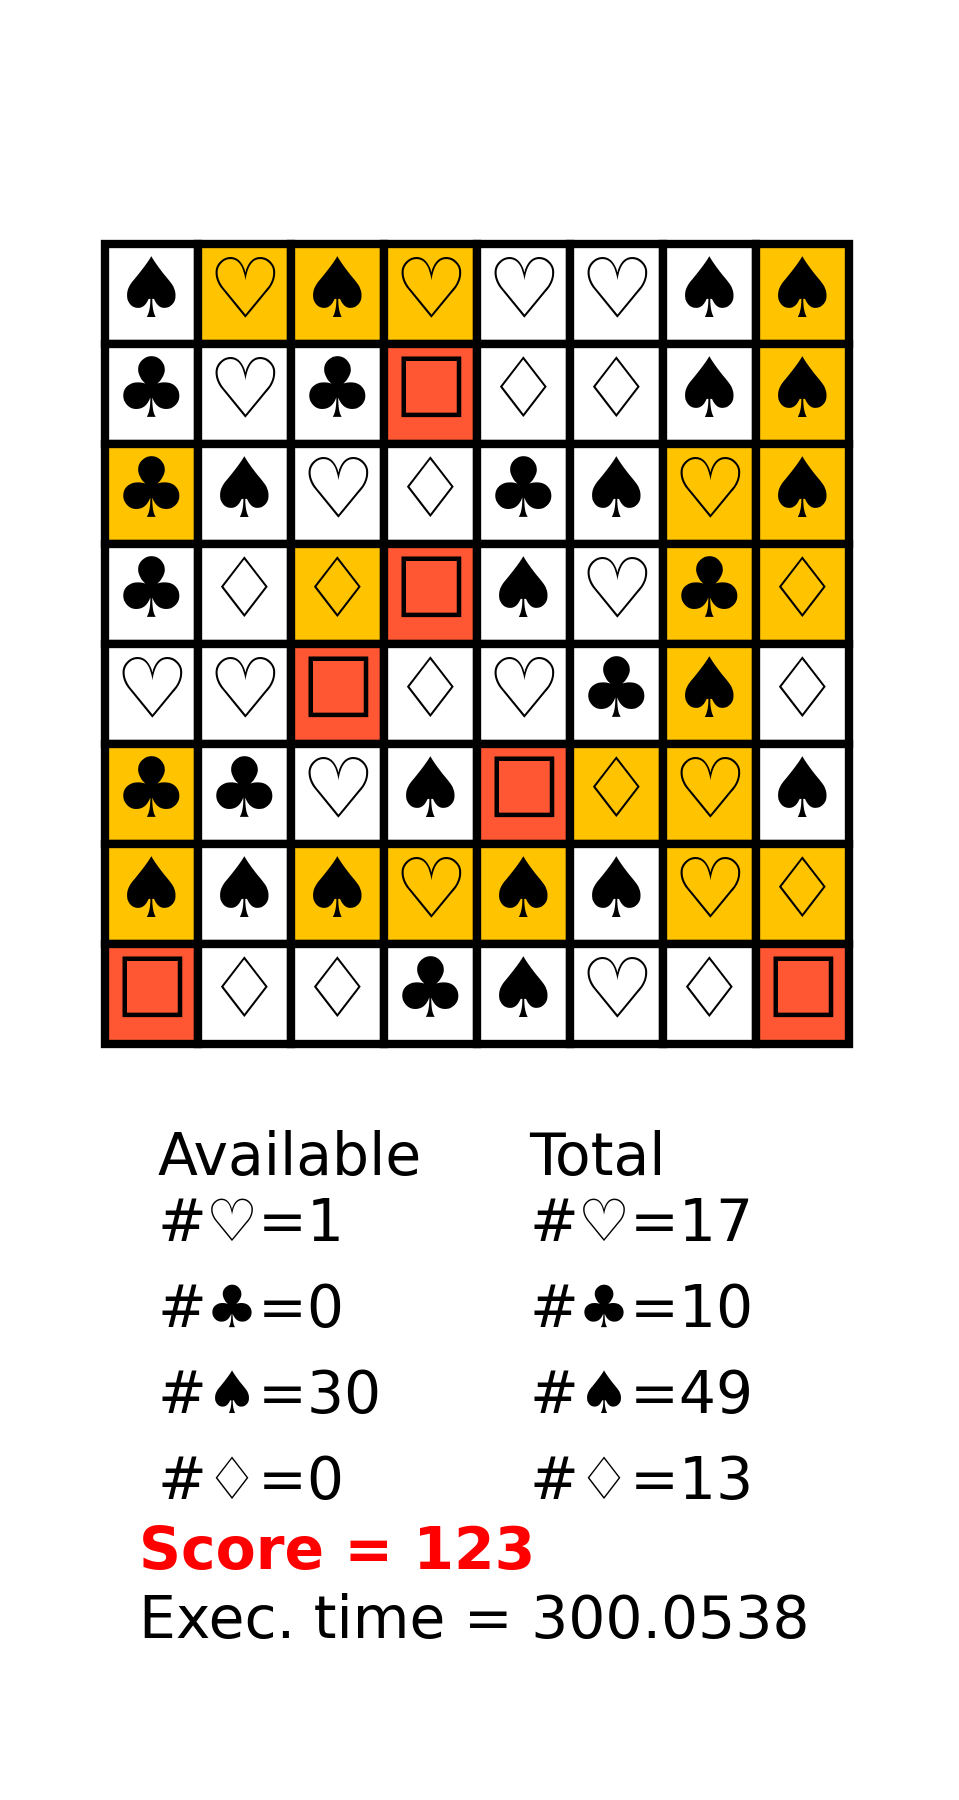 ♠ ♡ ♠ ♡ ♡ ♡ ♠ ♠
♣ ♡ ♣ □ ♢ ♢ ♠ ♠
♣ ♠ ♡ ♢ ♣ ♠ ♡ ♠
♣ ♢ ♢ □ ♠ ♡ ♣ ♢
♡ ♡ □ ♢ ♡ ♣ ♠ ♢
♣ ♣ ♡ ♠ □ ♢ ♡ ♠
♠ ♠ ♠ ♡ ♠ ♠ ♡ ♢
□ ♢ ♢ ♣ ♠ ♡ ♢ □
Available Total
#♡=1 #♡=17
#♣=0 #♣=10
#♠=30 #♠=49
#♢=0 #♢=13
Score = 123
Exec. time = 300.0538